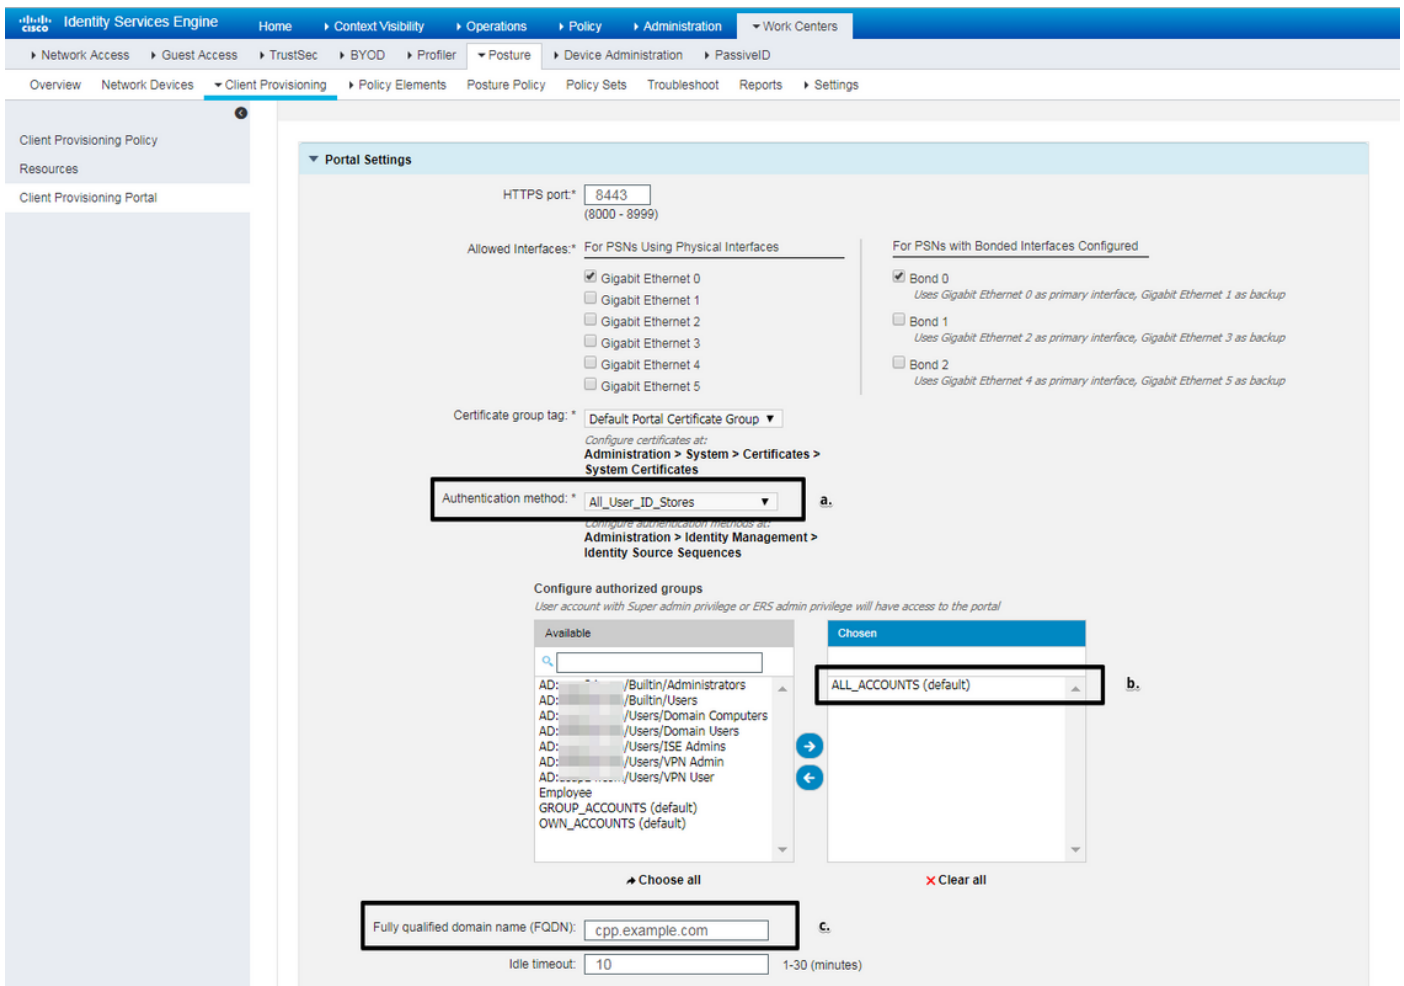 cisco Identity Services Engine Home Context Visibility Operations Policy Administration Work Centers
Network Access Guest Access TrustSec BYOD Profiler Posture Device Administration PassiveID
Overview Network Devices Client Provisioning Policy Elements Posture Policy Policy Sets Troubleshoot Reports Settings
Client Provisioning Policy
Resources
Client Provisioning Portal
Portal Settings
HTTPS port:* 8443
(8000 - 8999)
Allowed Interfaces:* For PSNs Using Physical Interfaces
Gigabit Ethernet 0
Gigabit Ethernet 1
Gigabit Ethernet 2
Gigabit Ethernet 3
Gigabit Ethernet 4
Gigabit Ethernet 5
For PSNs with Bonded Interfaces Configured
Bond 0
Uses Gigabit Ethernet 0 as primary interface, Gigabit Ethernet 1 as backup
Bond 1
Uses Gigabit Ethernet 2 as primary interface, Gigabit Ethernet 3 as backup
Bond 2
Uses Gigabit Ethernet 4 as primary interface, Gigabit Ethernet 5 as backup
Certificate group tag: * Default Portal Certificate Group
Configure certificates at:
Administration > System > Certificates >
System Certificates
Authentication method: * All_User_ID_Stores a.
Configure authentication methods at:
Administration > Identity Management >
Identity Source Sequences
Configure authorized groups
User account with Super admin privilege or ERS admin privilege will have access to the portal
Available
AD: /Builtin/Administrators
AD: /Builtin/Users
AD: /Users/Domain Computers
AD: /Users/Domain Users
AD: /Users/ISE Admins
AD: /Users/VPN Admin
AD: /Users/VPN User
Employee
GROUP_ACCOUNTS (default)
OWN_ACCOUNTS (default)
Choose all
Chosen
ALL_ACCOUNTS (default) b.
Clear all
Fully qualified domain name (FQDN): cpp.example.com c.
Idle timeout: 10 1-30 (minutes)